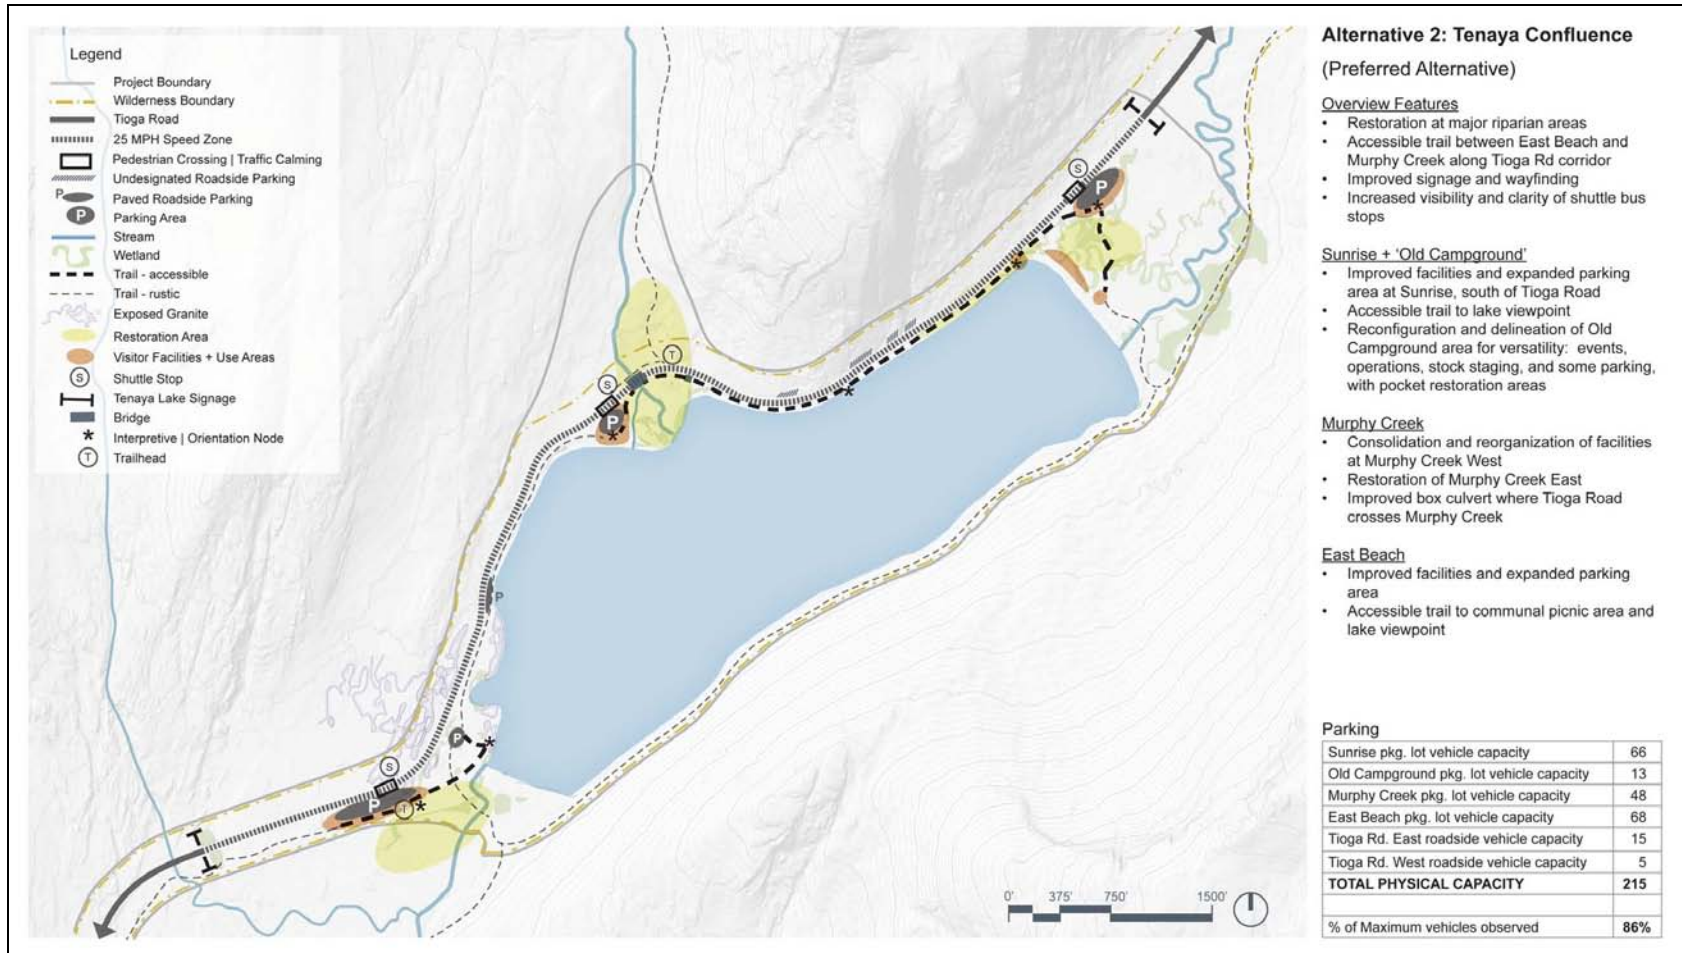 Legend
Project Boundary
Wilderness Boundary
Tioga Road
25 MPH Speed Zone
Pedestrian Crossing | Traffic Calming
Undesignated Roadside Parking
P
Paved Roadside Parking
P
Parking Area
Stream
Wetland
Trail - accessible
Trail - rustic
Exposed Granite
Restoration Area
Visitor Facilities + Use Areas
S
Shuttle Stop
Tenaya Lake Signage
Bridge
* Interpretive | Orientation Node
T
Trailhead
S
P
*
*
T
S
P
*
*
P
P
*
S
P
T
*
0' 375' 750' 1500'
Alternative 2: Tenaya Confluence
(Preferred Alternative)
Overview Features
• Restoration at major riparian areas
• Accessible trail between East Beach and
Murphy Creek along Tioga Rd corridor
• Improved signage and wayfinding
• Increased visibility and clarity of shuttle bus
stops
Sunrise + 'Old Campground'
• Improved facilities and expanded parking
area at Sunrise, south of Tioga Road
• Accessible trail to lake viewpoint
• Reconfiguration and delineation of Old
Campground area for versatility: events,
operations, stock staging, and some parking,
with pocket restoration areas
Murphy Creek
• Consolidation and reorganization of facilities
at Murphy Creek West
• Restoration of Murphy Creek East
• Improved box culvert where Tioga Road
crosses Murphy Creek
East Beach
• Improved facilities and expanded parking
area
• Accessible trail to communal picnic area and
lake viewpoint
Parking
Sunrise pkg. lot vehicle capacity 66
Old Campground pkg. lot vehicle capacity 13
Murphy Creek pkg. lot vehicle capacity 48
East Beach pkg. lot vehicle capacity 68
Tioga Rd. East roadside vehicle capacity 15
Tioga Rd. West roadside vehicle capacity 5
TOTAL PHYSICAL CAPACITY 215
% of Maximum vehicles observed 86%